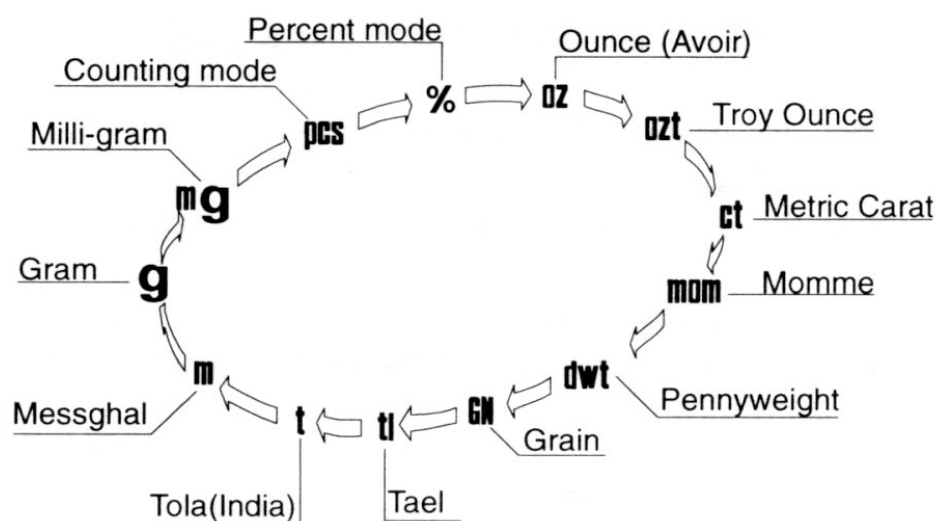 Percent mode
Ounce (Avoir)
Counting mode
% oz
pcs ozt Troy Ounce
Milli-gram
mg
ct Metric Carat
Gram g
mom Momme
m dwt
Messghal Pennyweight
t tl GN
Grain
Tola(India) Tael